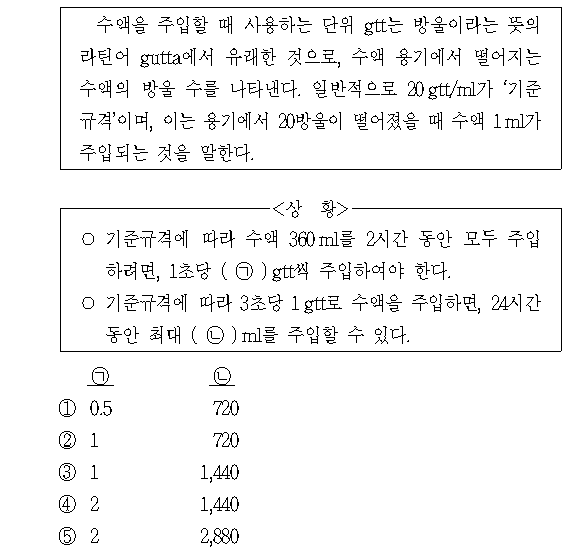 수액을 주입할 때 사용하는 단위 gtt는 방울이라는 뜻의
라틴어 gutta에서 유래한 것으로, 수액 용기에서 떨어지는
수액의 방울 수를 나타낸다. 일반적으로 20 gtt/ml가 ‘기준
규격’이며, 이는 용기에서 20방울이 떨어졌을 때 수액 1 ml가
주입되는 것을 말한다.
<상 황>
○ 기준규격에 따라 수액 360 ml를 2시간 동안 모두 주입
하려면, 1초당 ( ㉠ ) gtt씩 주입하여야 한다.
○ 기준규격에 따라 3초당 1 gtt로 수액을 주입하면, 24시간
동안 최대 ( ㉡ ) ml를 주입할 수 있다.
㉠ ㉡
① 0.5 720
② 1 720
③ 1 1,440
④ 2 1,440
⑤ 2 2,880